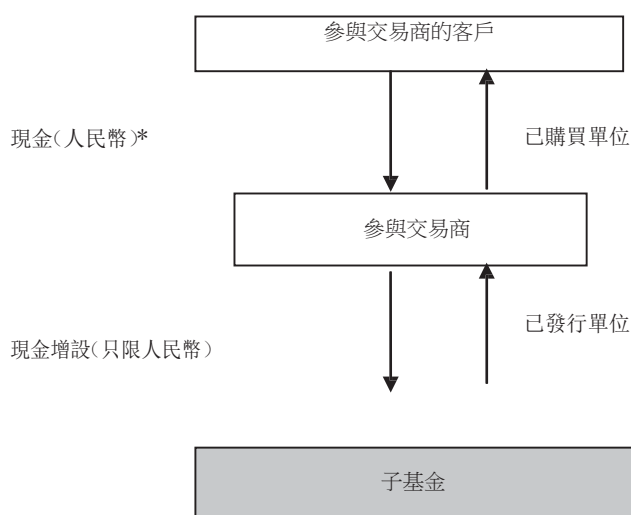 參與交易商的客戶
現金（人民幣）*
已購買單位
參與交易商
已發行單位
現金增設（只限人民幣）
子基金